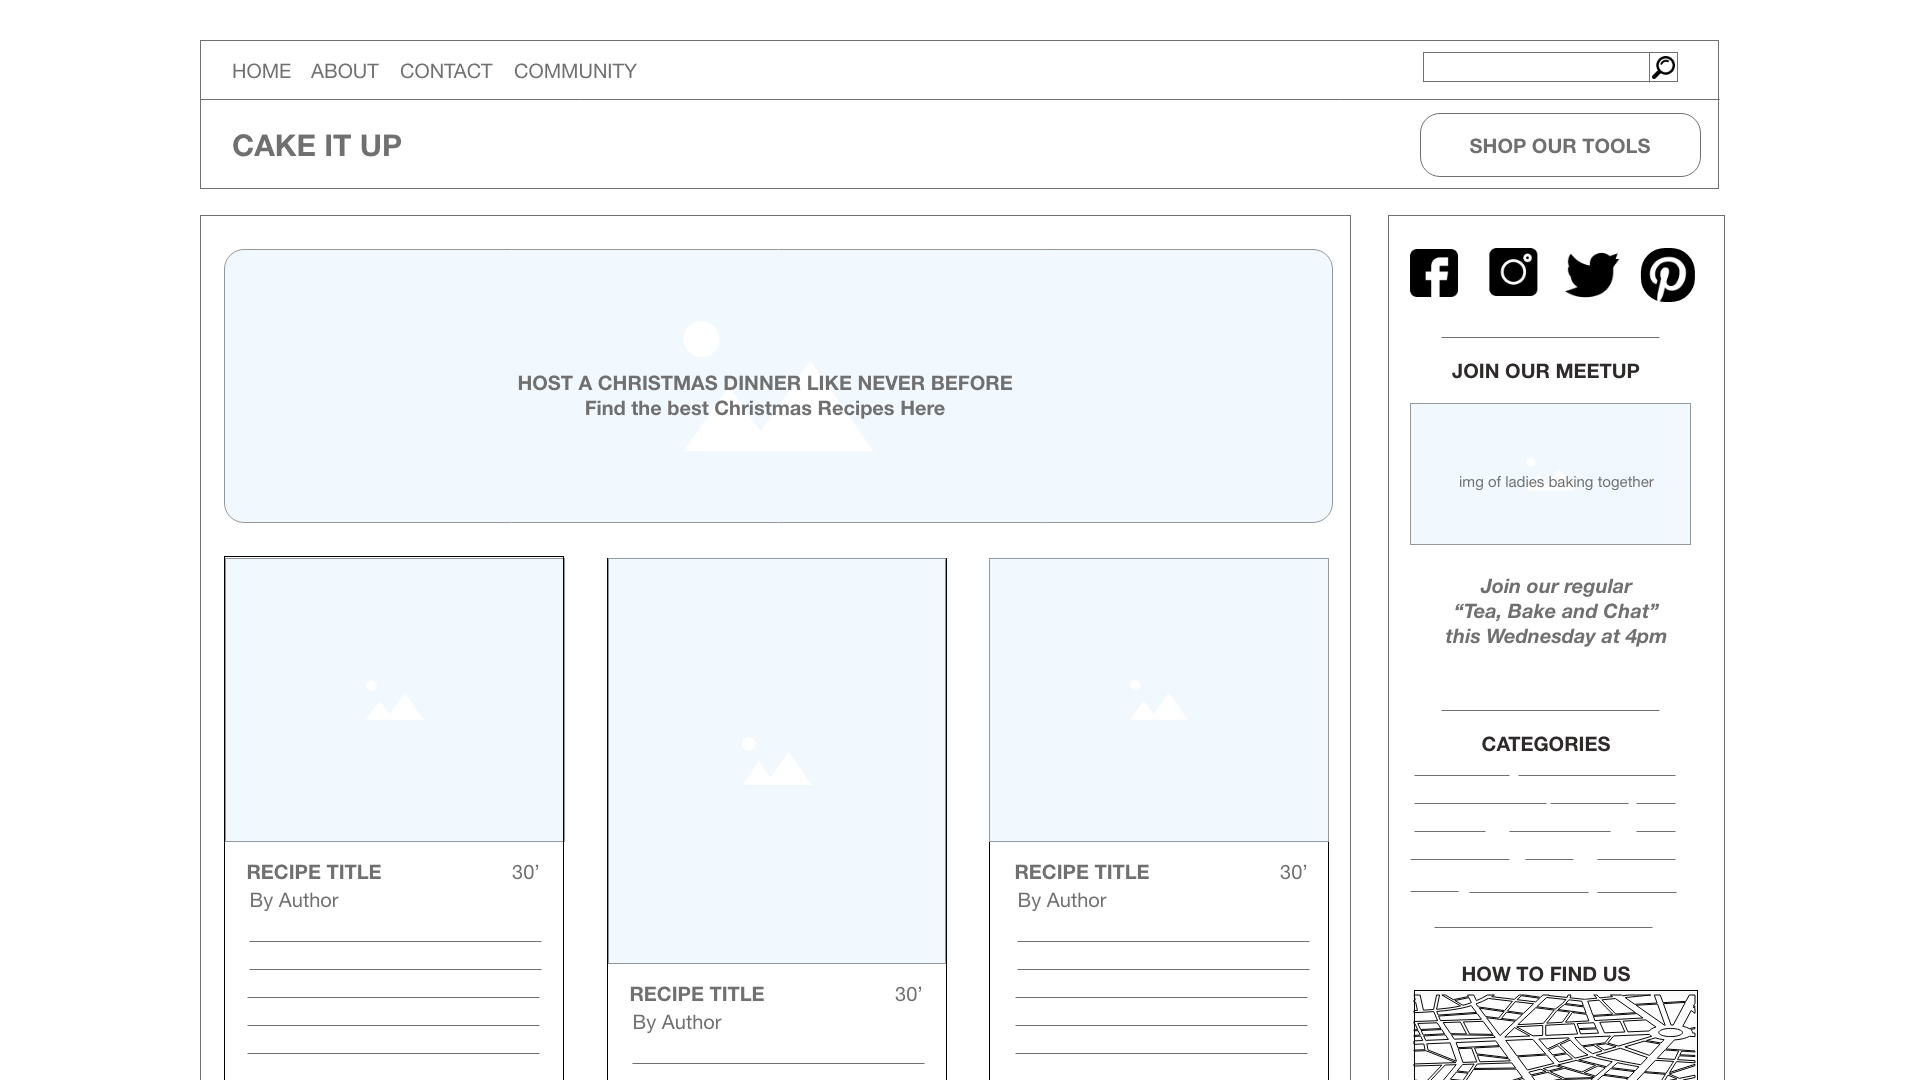 HOME ABOUT CONTACT COMMUNITY
CAKE IT UP
SHOP OUR TOOLS
HOST A CHRISTMAS DINNER LIKE NEVER BEFORE
Find the best Christmas Recipes Here
RECIPE TITLE 30’
By Author
RECIPE TITLE 30’
By Author
RECIPE TITLE 30’
By Author
JOIN OUR MEETUP
img of ladies baking together
Join our regular
“Tea, Bake and Chat”
this Wednesday at 4pm
CATEGORIES
HOW TO FIND US